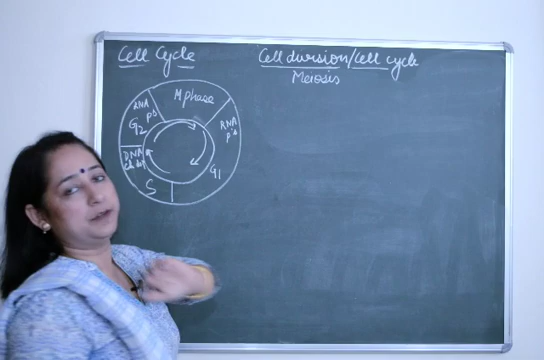 Cell Cycle
Cell division/Cell cycle
Meiosis
M phase
RNA
G2
RNA
G1
DNA
S